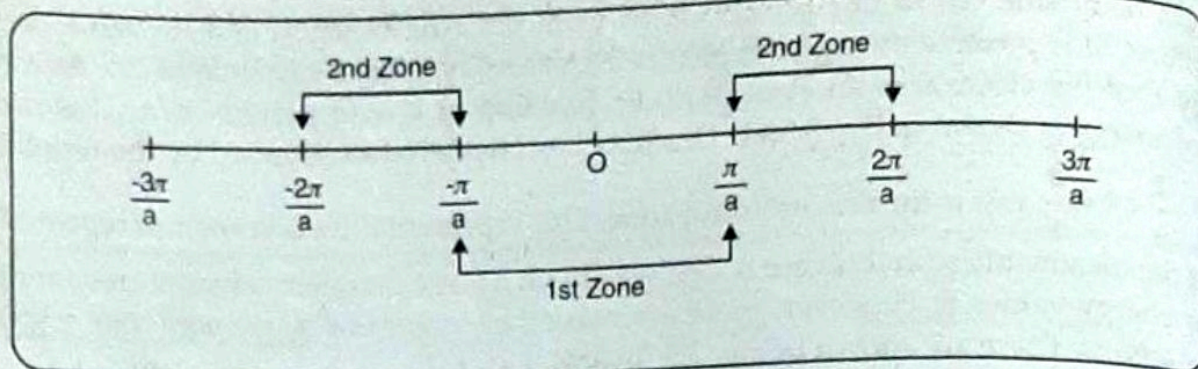 2nd Zone 2nd Zone
O
-3π/a -2π/a -π/a π/a 2π/a 3π/a
1st Zone